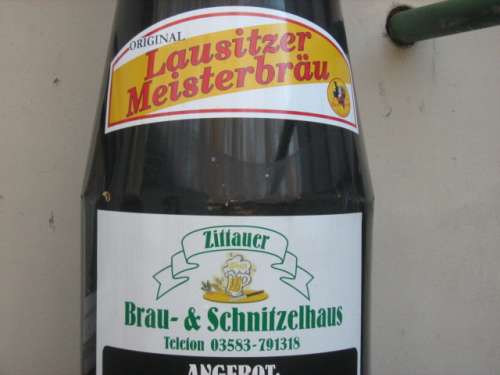 ORIGINAL
Lausitzer
Meisterbräu
Zittauer
Brau- & Schnitzelhaus
Telefon 03583-791318
ANGEBOT: